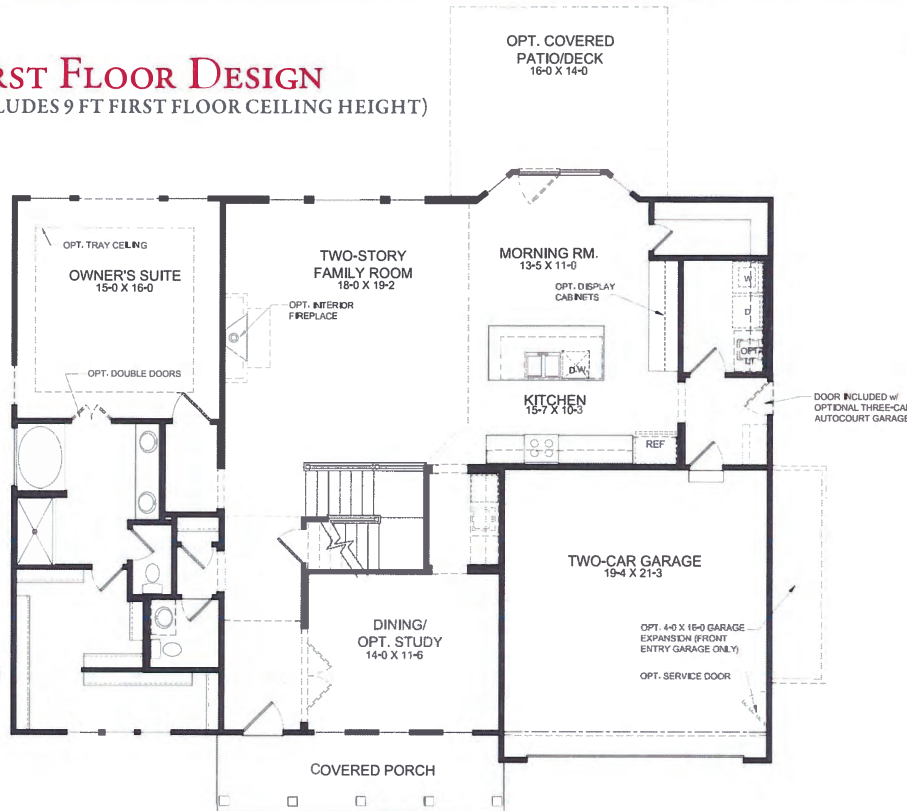 RST FLOOR DESIGN
LUDES 9 FT FIRST FLOOR CEILING HEIGHT)
OPT. COVERED
PATIO/DECK
16-0 X 14-0
OPT. TRAY CEILING
OWNER'S SUITE
15-0 X 16-0
TWO-STORY
FAMILY ROOM
18-0 X 19-2
MORNING RM.
13-5 X 11-0
OPT. DISPLAY
CABINETS
W
D
OPT.
OPT. INTERIOR
FIREPLACE
OPT. DOUBLE DOORS
D.W.
KITCHEN
15-7 X 10-3
REF
DOOR INCLUDED w/
OPTIONAL THREE-CAR
AUTOCOURT GARAGE
TWO-CAR GARAGE
19-4 X 21-3
DINING/
OPT. STUDY
14-0 X 11-6
OPT. 4-0 X 16-0 GARAGE
EXPANSION (FRONT
ENTRY GARAGE ONLY)
OPT. SERVICE DOOR
COVERED PORCH